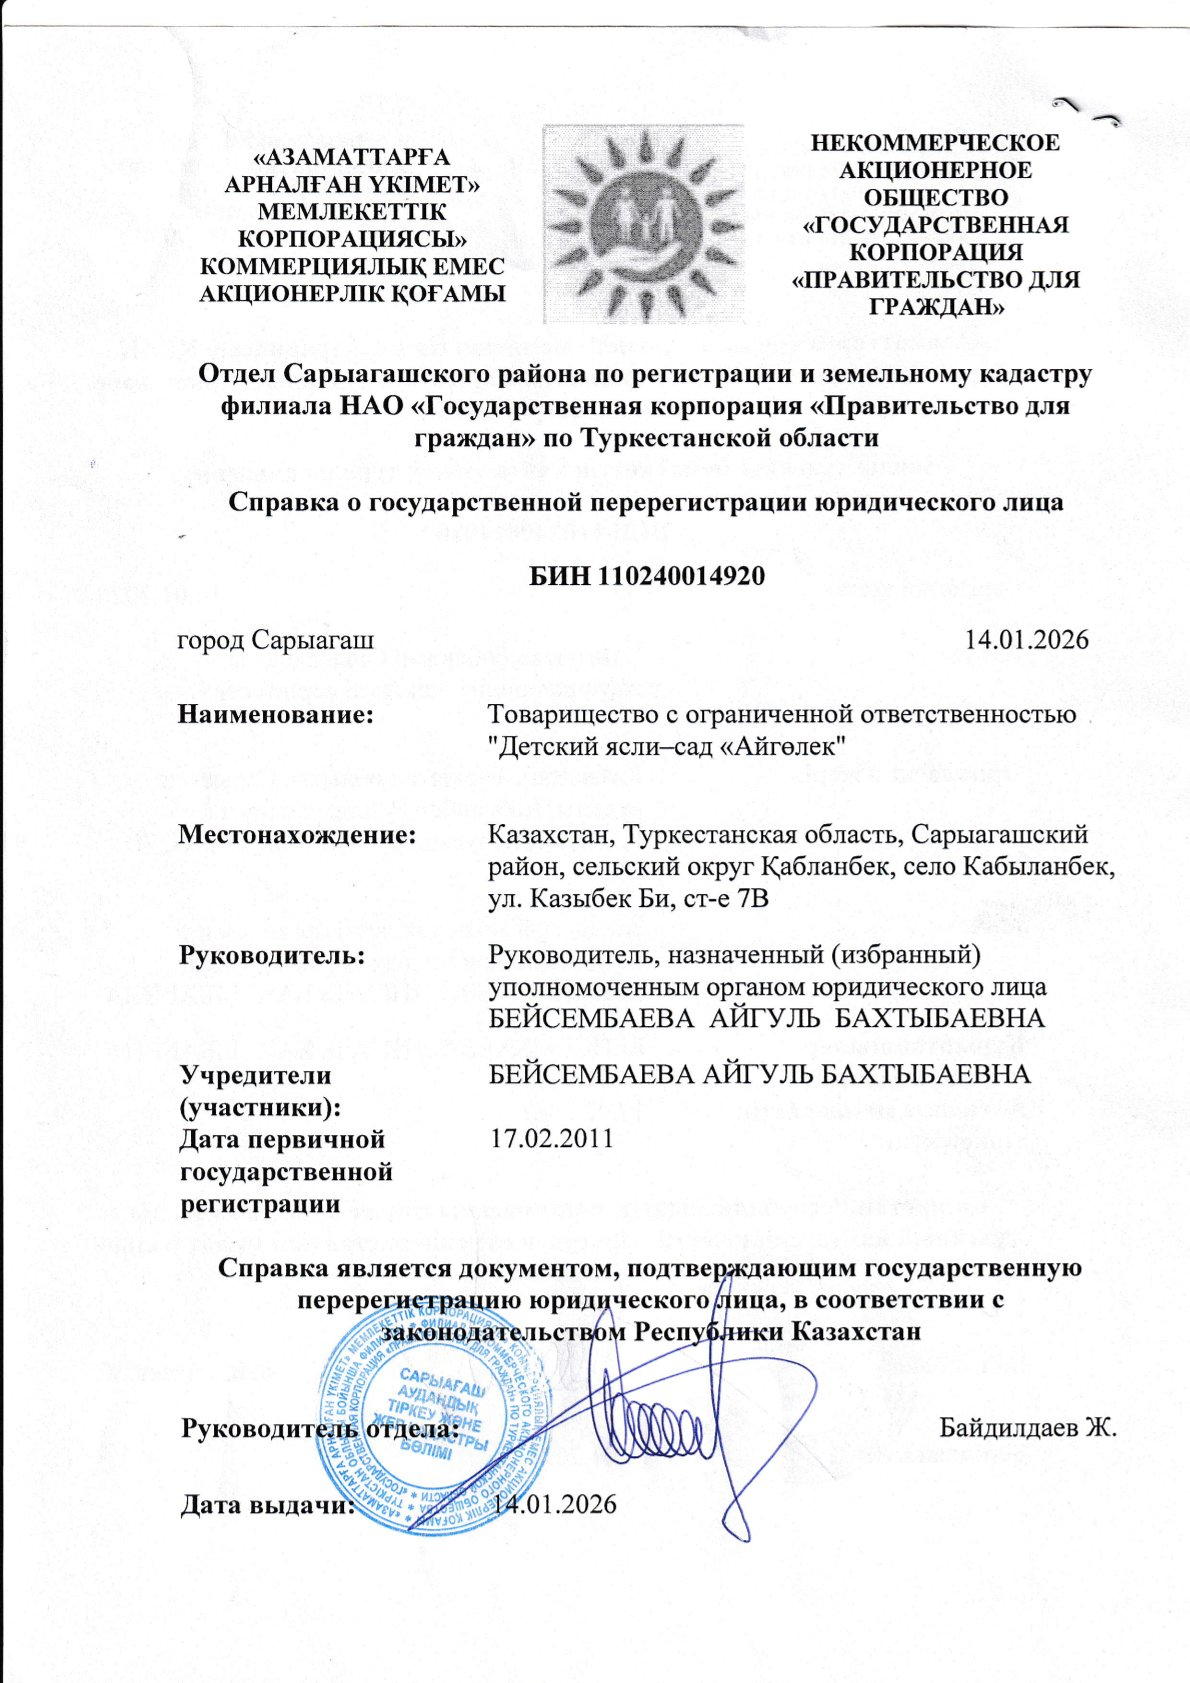 «АЗАМАТТАРҒА
АРНАЛҒАН ҮКІМЕТ»
МЕМЛЕКЕТТІК
КОРПОРАЦИЯСЫ»
КОММЕРЦИЯЛЫҚ ЕМЕС
АКЦИОНЕРЛІК ҚОҒАМЫ
НЕКОММЕРЧЕСКОЕ
АКЦИОНЕРНОЕ
ОБЩЕСТВО
«ГОСУДАРСТВЕННАЯ
КОРПОРАЦИЯ
«ПРАВИТЕЛЬСТВО ДЛЯ
ГРАЖДАН»
Отдел Сарыагашского района по регистрации и земельному кадастру
филиала НАО «Государственная корпорация «Правительство для
граждан» по Туркестанской области
Справка о государственной перерегистрации юридического лица
БИН 110240014920
город Сарыагаш 14.01.2026
Наименование: Товарищество с ограниченной ответственностью
"Детский ясли–сад «Айгөлек"
Местонахождение: Казахстан, Туркестанская область, Сарыагашский
район, сельский округ Қабланбек, село Кабыланбек,
ул. Казыбек Би, ст-е 7В
Руководитель: Руководитель, назначенный (избранный)
уполномоченным органом юридического лица
БЕЙСЕМБАЕВА АЙГУЛЬ БАХТЫБАЕВНА
Учредители БЕЙСЕМБАЕВА АЙГУЛЬ БАХТЫБАЕВНА
(участники):
Дата первичной 17.02.2011
государственной
регистрации
Справка является документом, подтверждающим государственную
перерегистрацию юридического лица, в соответствии с
законодательством Республики Казахстан
САРЫАҒАШ
АУДАНДЫҚ
ТІРКЕУ ЖӘНЕ
ЖЕР КАДАСТРЫ
БӨЛІМІ
Руководитель отдела: Байдилдаев Ж.
Дата выдачи: 14.01.2026